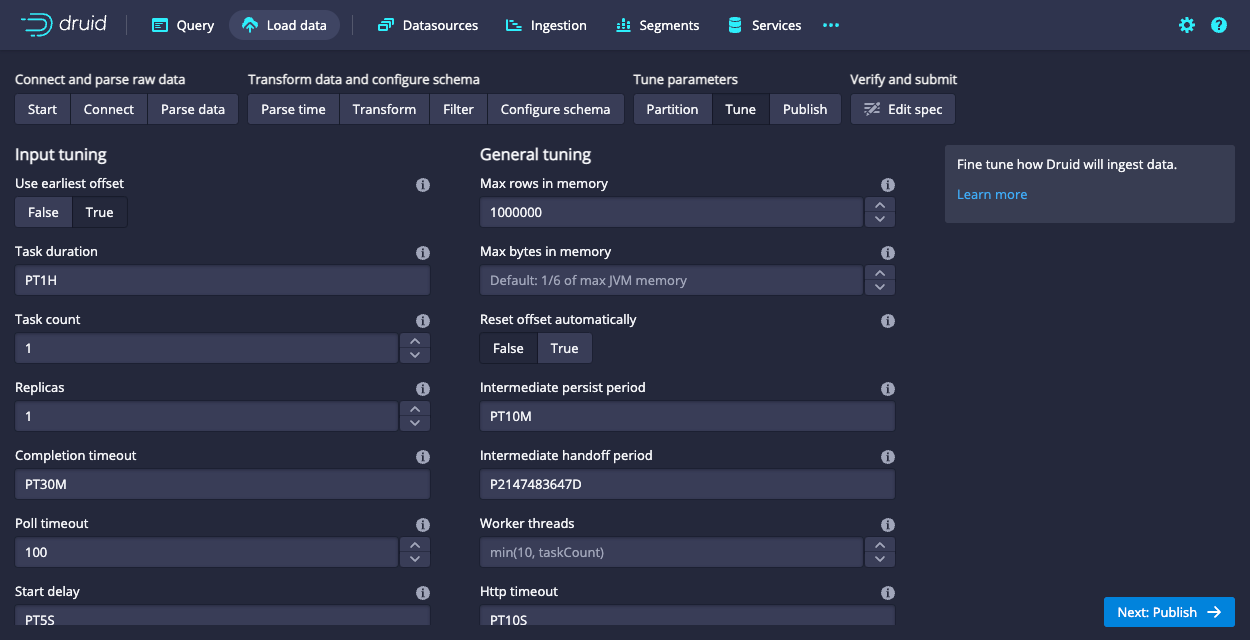 druid Query Load data Datasources Ingestion Segments Services
Connect and parse raw data Transform data and configure schema Tune parameters Verify and submit
Start Connect Parse data Parse time Transform Filter Configure schema Partition Tune Publish Edit spec
Input tuning
Use earliest offset
False True
Task duration
PT1H
Task count
1
Replicas
1
Completion timeout
PT30M
Poll timeout
100
Start delay
PT5S
General tuning
Max rows in memory
1000000
Max bytes in memory
Default: 1/6 of max JVM memory
Reset offset automatically
False True
Intermediate persist period
PT10M
Intermediate handoff period
P2147483647D
Worker threads
min(10, taskCount)
Http timeout
PT10S
Fine tune how Druid will ingest data.
Learn more
Next: Publish